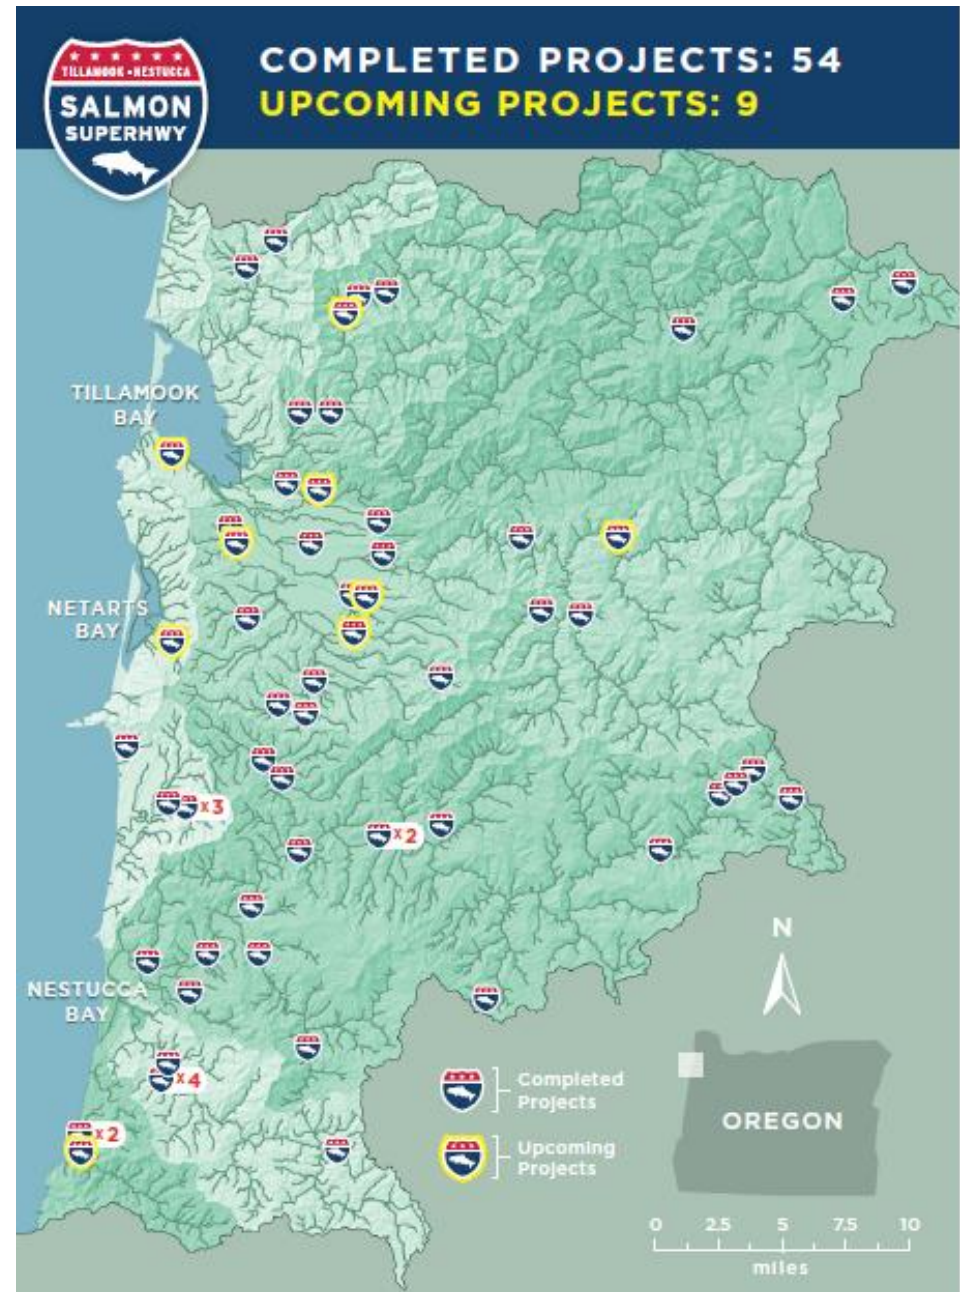 TILLAMOOK • NESTUCCA
SALMON
SUPERHWY
COMPLETED PROJECTS: 54
UPCOMING PROJECTS: 9
TILLAMOOK
BAY
NETARTS
BAY
x3
x2
NESTUCCA
BAY
x4
x2
N
Completed
Projects
Upcoming
Projects
OREGON
0 2.5 5 7.5 10
miles